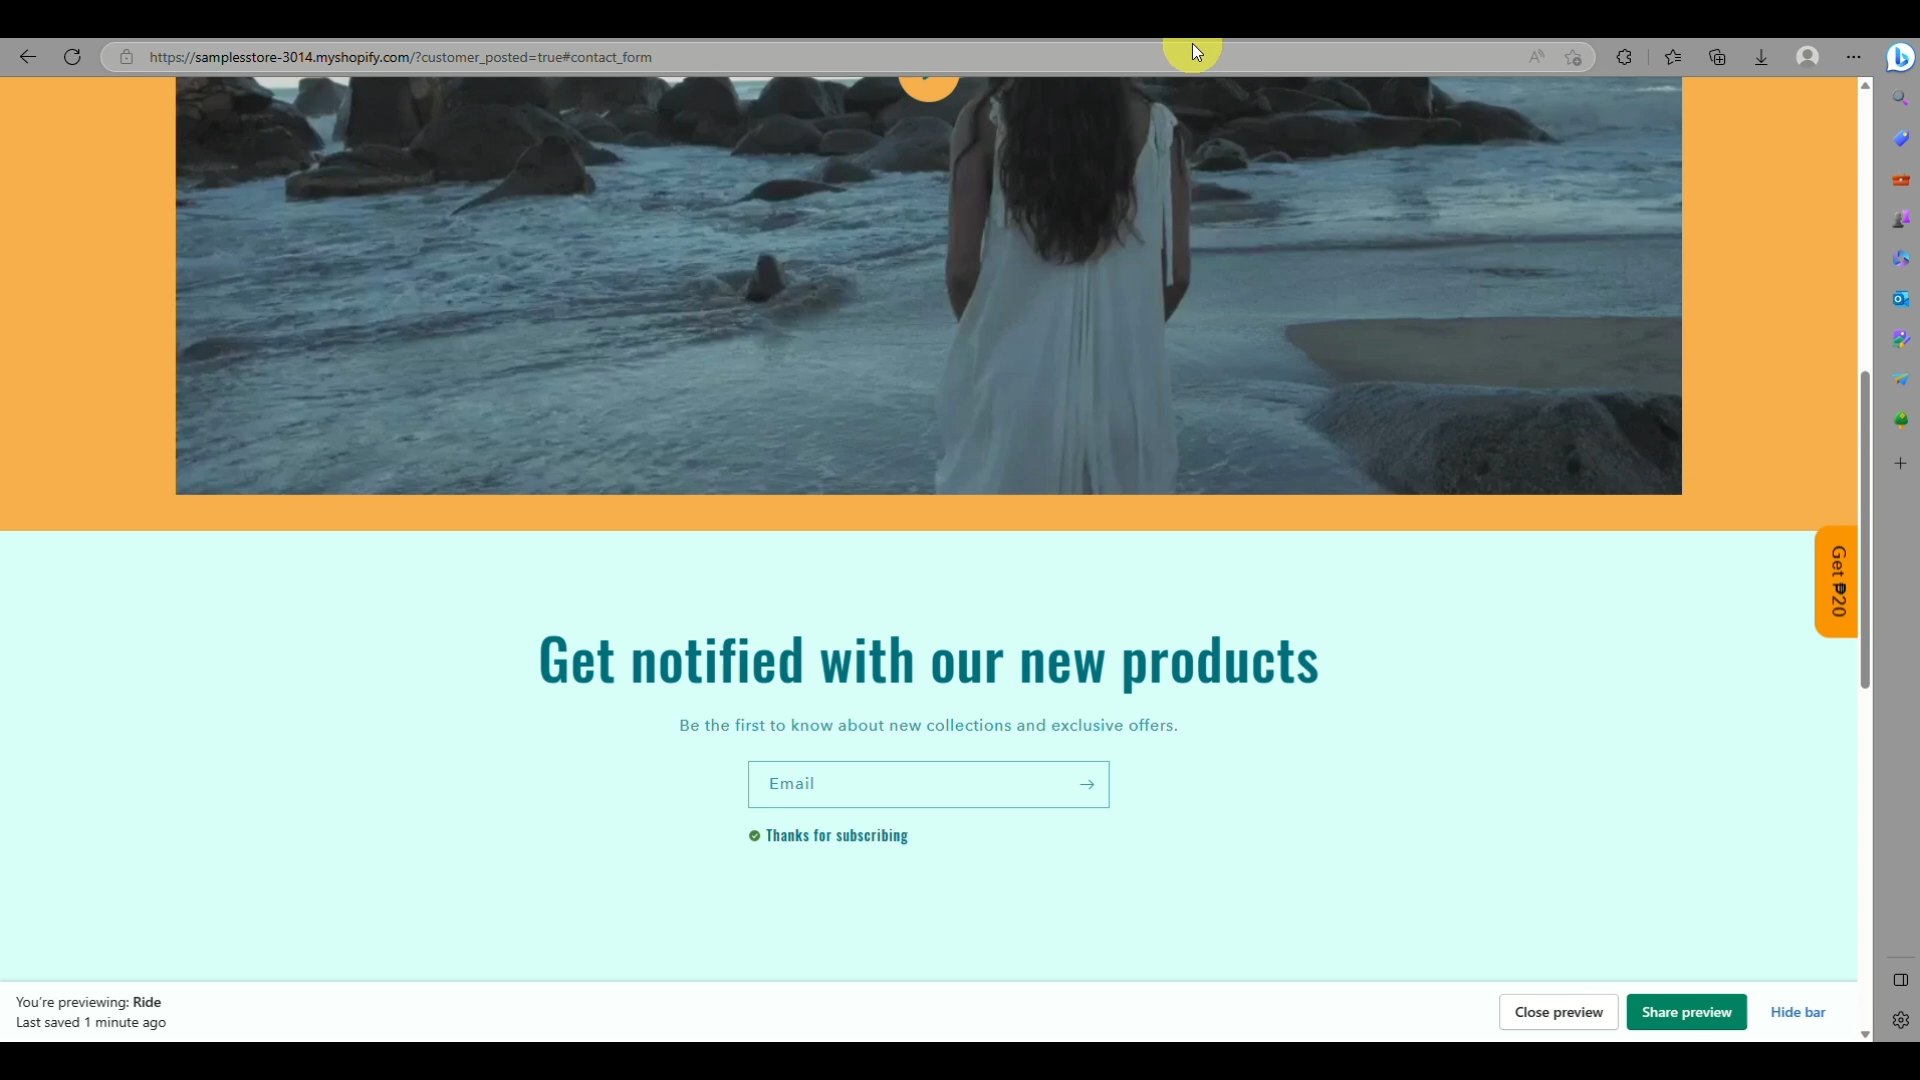 https://samplesstore-3014.myshopify.com/?customer_posted=true#contact_form
Get ₱20
Get notified with our new products
Be the first to know about new collections and exclusive offers.
Email
Thanks for subscribing
You're previewing: Ride
Last saved 1 minute ago
Close preview
Share preview
Hide bar